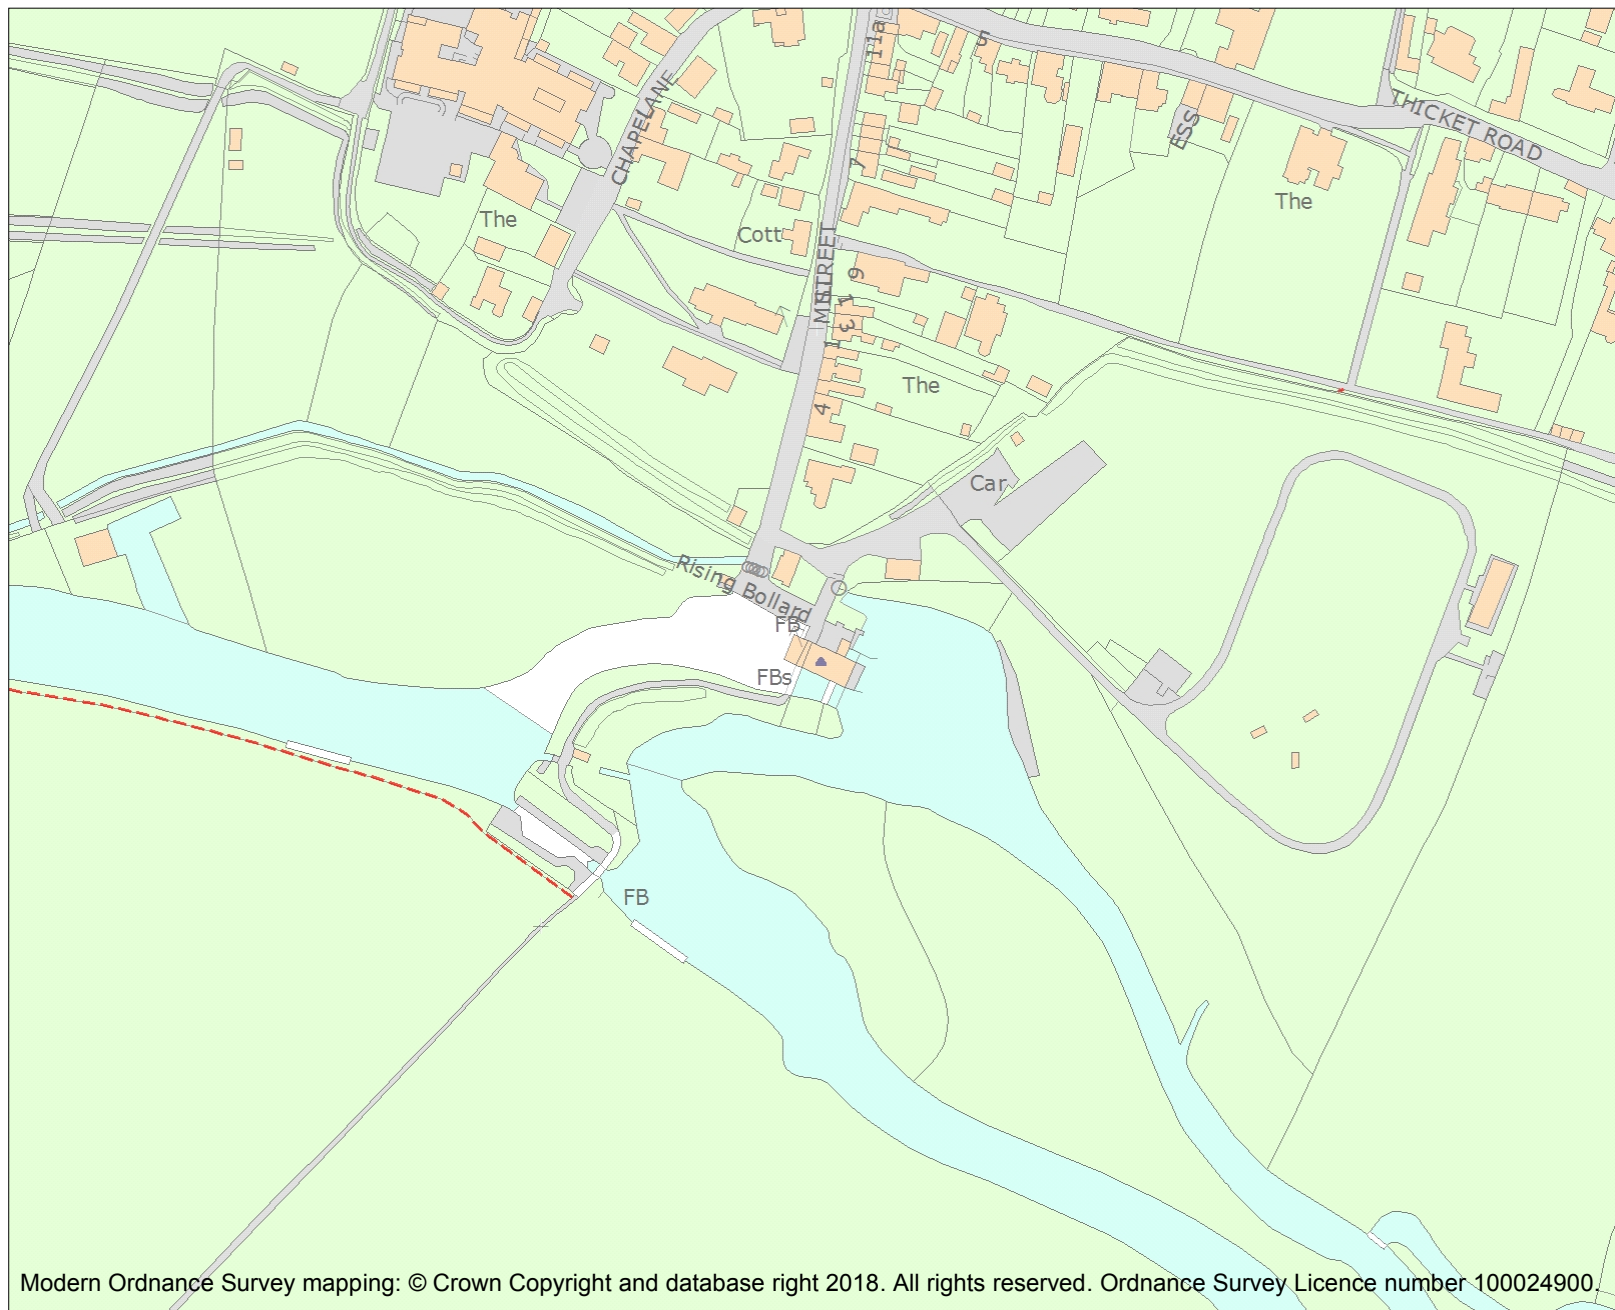 11a
5
THICKET ROAD
CHAPEL LANE
ESS
7
The
The
Cott
MILL STREET
9
1
3
1
The
4
Car
Rising Bollard
FB
FBs
FB
Modern Ordnance Survey mapping: © Crown Copyright and database right 2018. All rights reserved. Ordnance Survey Licence number 100024900.